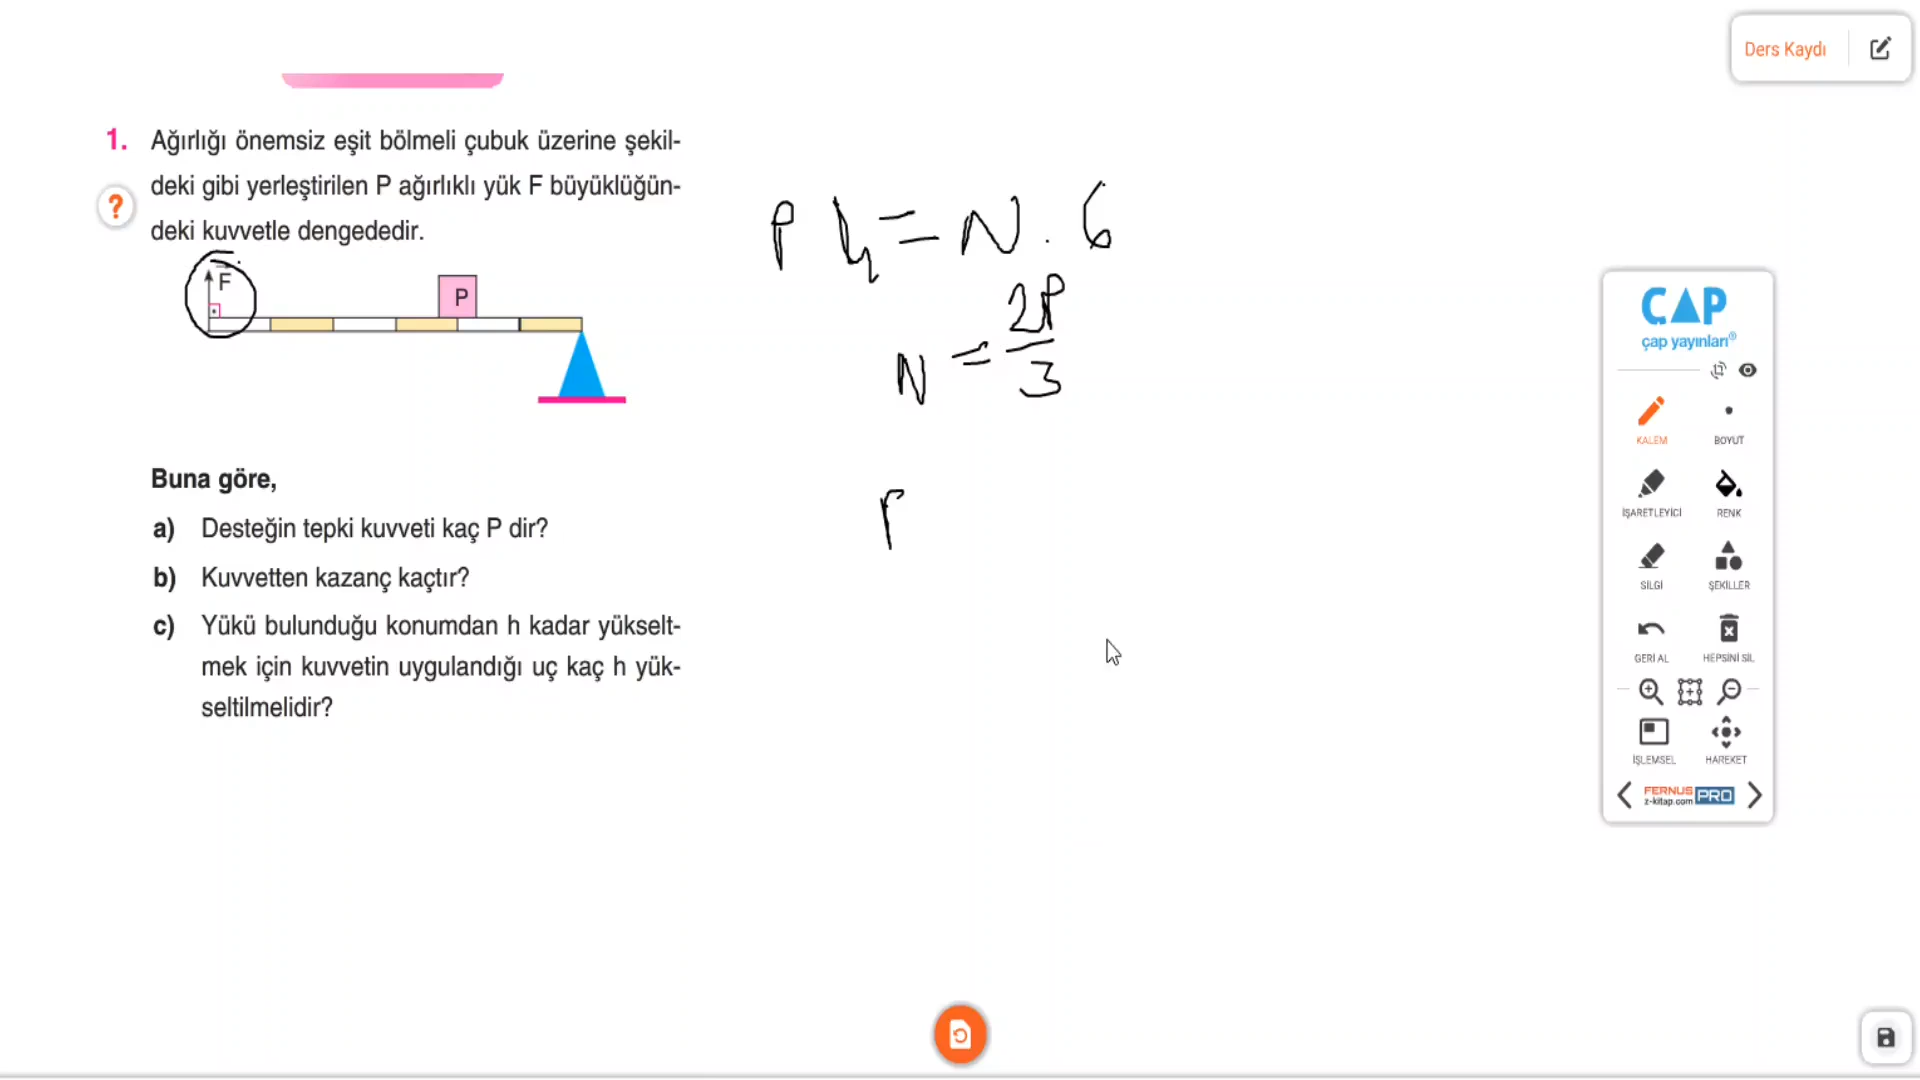 Ders Kaydı
1. Ağırlığı önemsiz eşit bölmeli çubuk üzerine şekil-
deki gibi yerleştirilen P ağırlıklı yük F büyüklüğün-
deki kuvvetle dengededir.
?
F
P
Buna göre,
a) Desteğin tepki kuvveti kaç P dir?
b) Kuvvetten kazanç kaçtır?
c) Yükü bulunduğu konumdan h kadar yükselt-
mek için kuvvetin uygulandığı uç kaç h yük-
seltilmelidir?
P 4 = N . 6
N = 2P/3
ÇAP
çap yayınları®
KALEM
BOYUT
İŞARETLEYİCİ
RENK
SİLGİ
ŞEKİLLER
GERİ AL
HEPSİNİ SİL
İŞLEMSEL
HAREKET
FERNUS
z-kitap.com
PRO